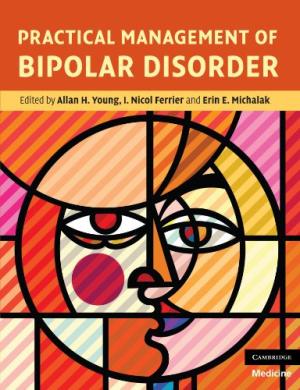 PRACTICAL MANAGEMENT OF
BIPOLAR DISORDER
Edited by Allan H. Young, I. Nicol Ferrier and Erin E. Michalak
CAMBRIDGE
Medicine